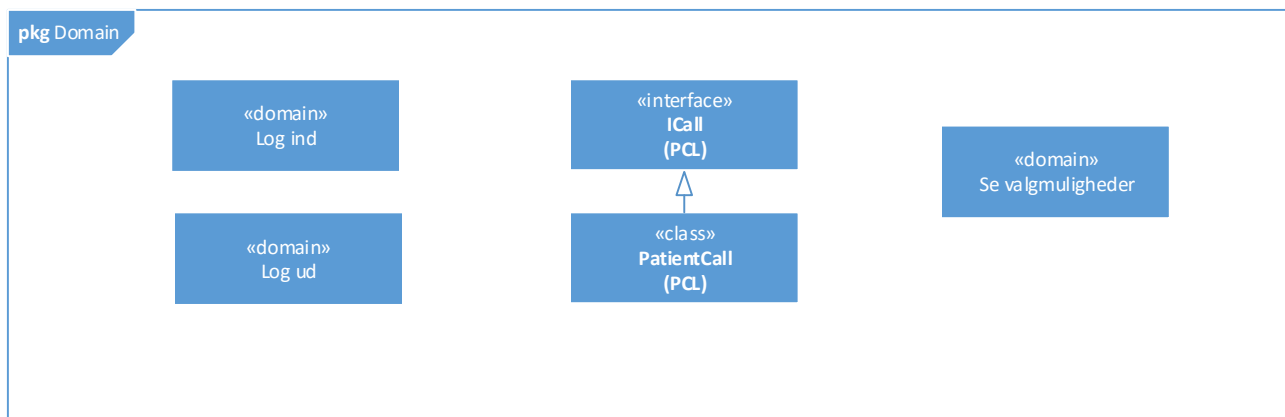 pkg Domain
«domain»
Log ind
«interface»
ICall
(PCL)
«domain»
Se valgmuligheder
«domain»
Log ud
«class»
PatientCall
(PCL)